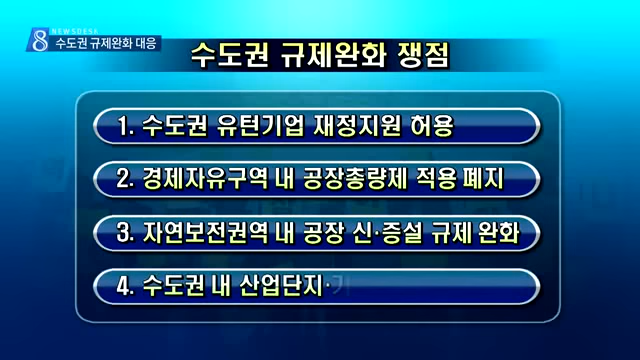 8 NEWSDESK
수도권 규제완화 대응
수도권 규제완화 쟁점
1. 수도권 유턴기업 재정지원 허용
2. 경제자유구역 내 공장총량제 적용 폐지
3. 자연보전권역 내 공장 신·증설 규제 완화
4. 수도권 내 산업단지·기